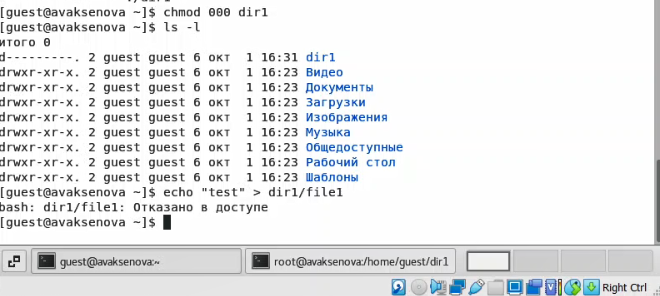 [guest@avaksenova ~]$ chmod 000 dir1
[guest@avaksenova ~]$ ls -l
итого 0
d---------. 2 guest guest 6 окт  1 16:31 dir1
drwxr-xr-x. 2 guest guest 6 окт  1 16:23 Видео
drwxr-xr-x. 2 guest guest 6 окт  1 16:23 Документы
drwxr-xr-x. 2 guest guest 6 окт  1 16:23 Загрузки
drwxr-xr-x. 2 guest guest 6 окт  1 16:23 Изображения
drwxr-xr-x. 2 guest guest 6 окт  1 16:23 Музыка
drwxr-xr-x. 2 guest guest 6 окт  1 16:23 Общедоступные
drwxr-xr-x. 2 guest guest 6 окт  1 16:23 Рабочий стол
drwxr-xr-x. 2 guest guest 6 окт  1 16:23 Шаблоны
[guest@avaksenova ~]$ echo "test" > dir1/file1
bash: dir1/file1: Отказано в доступе
[guest@avaksenova ~]$
guest@avaksenova:~ root@avaksenova:/home/guest/dir1
Right Ctrl